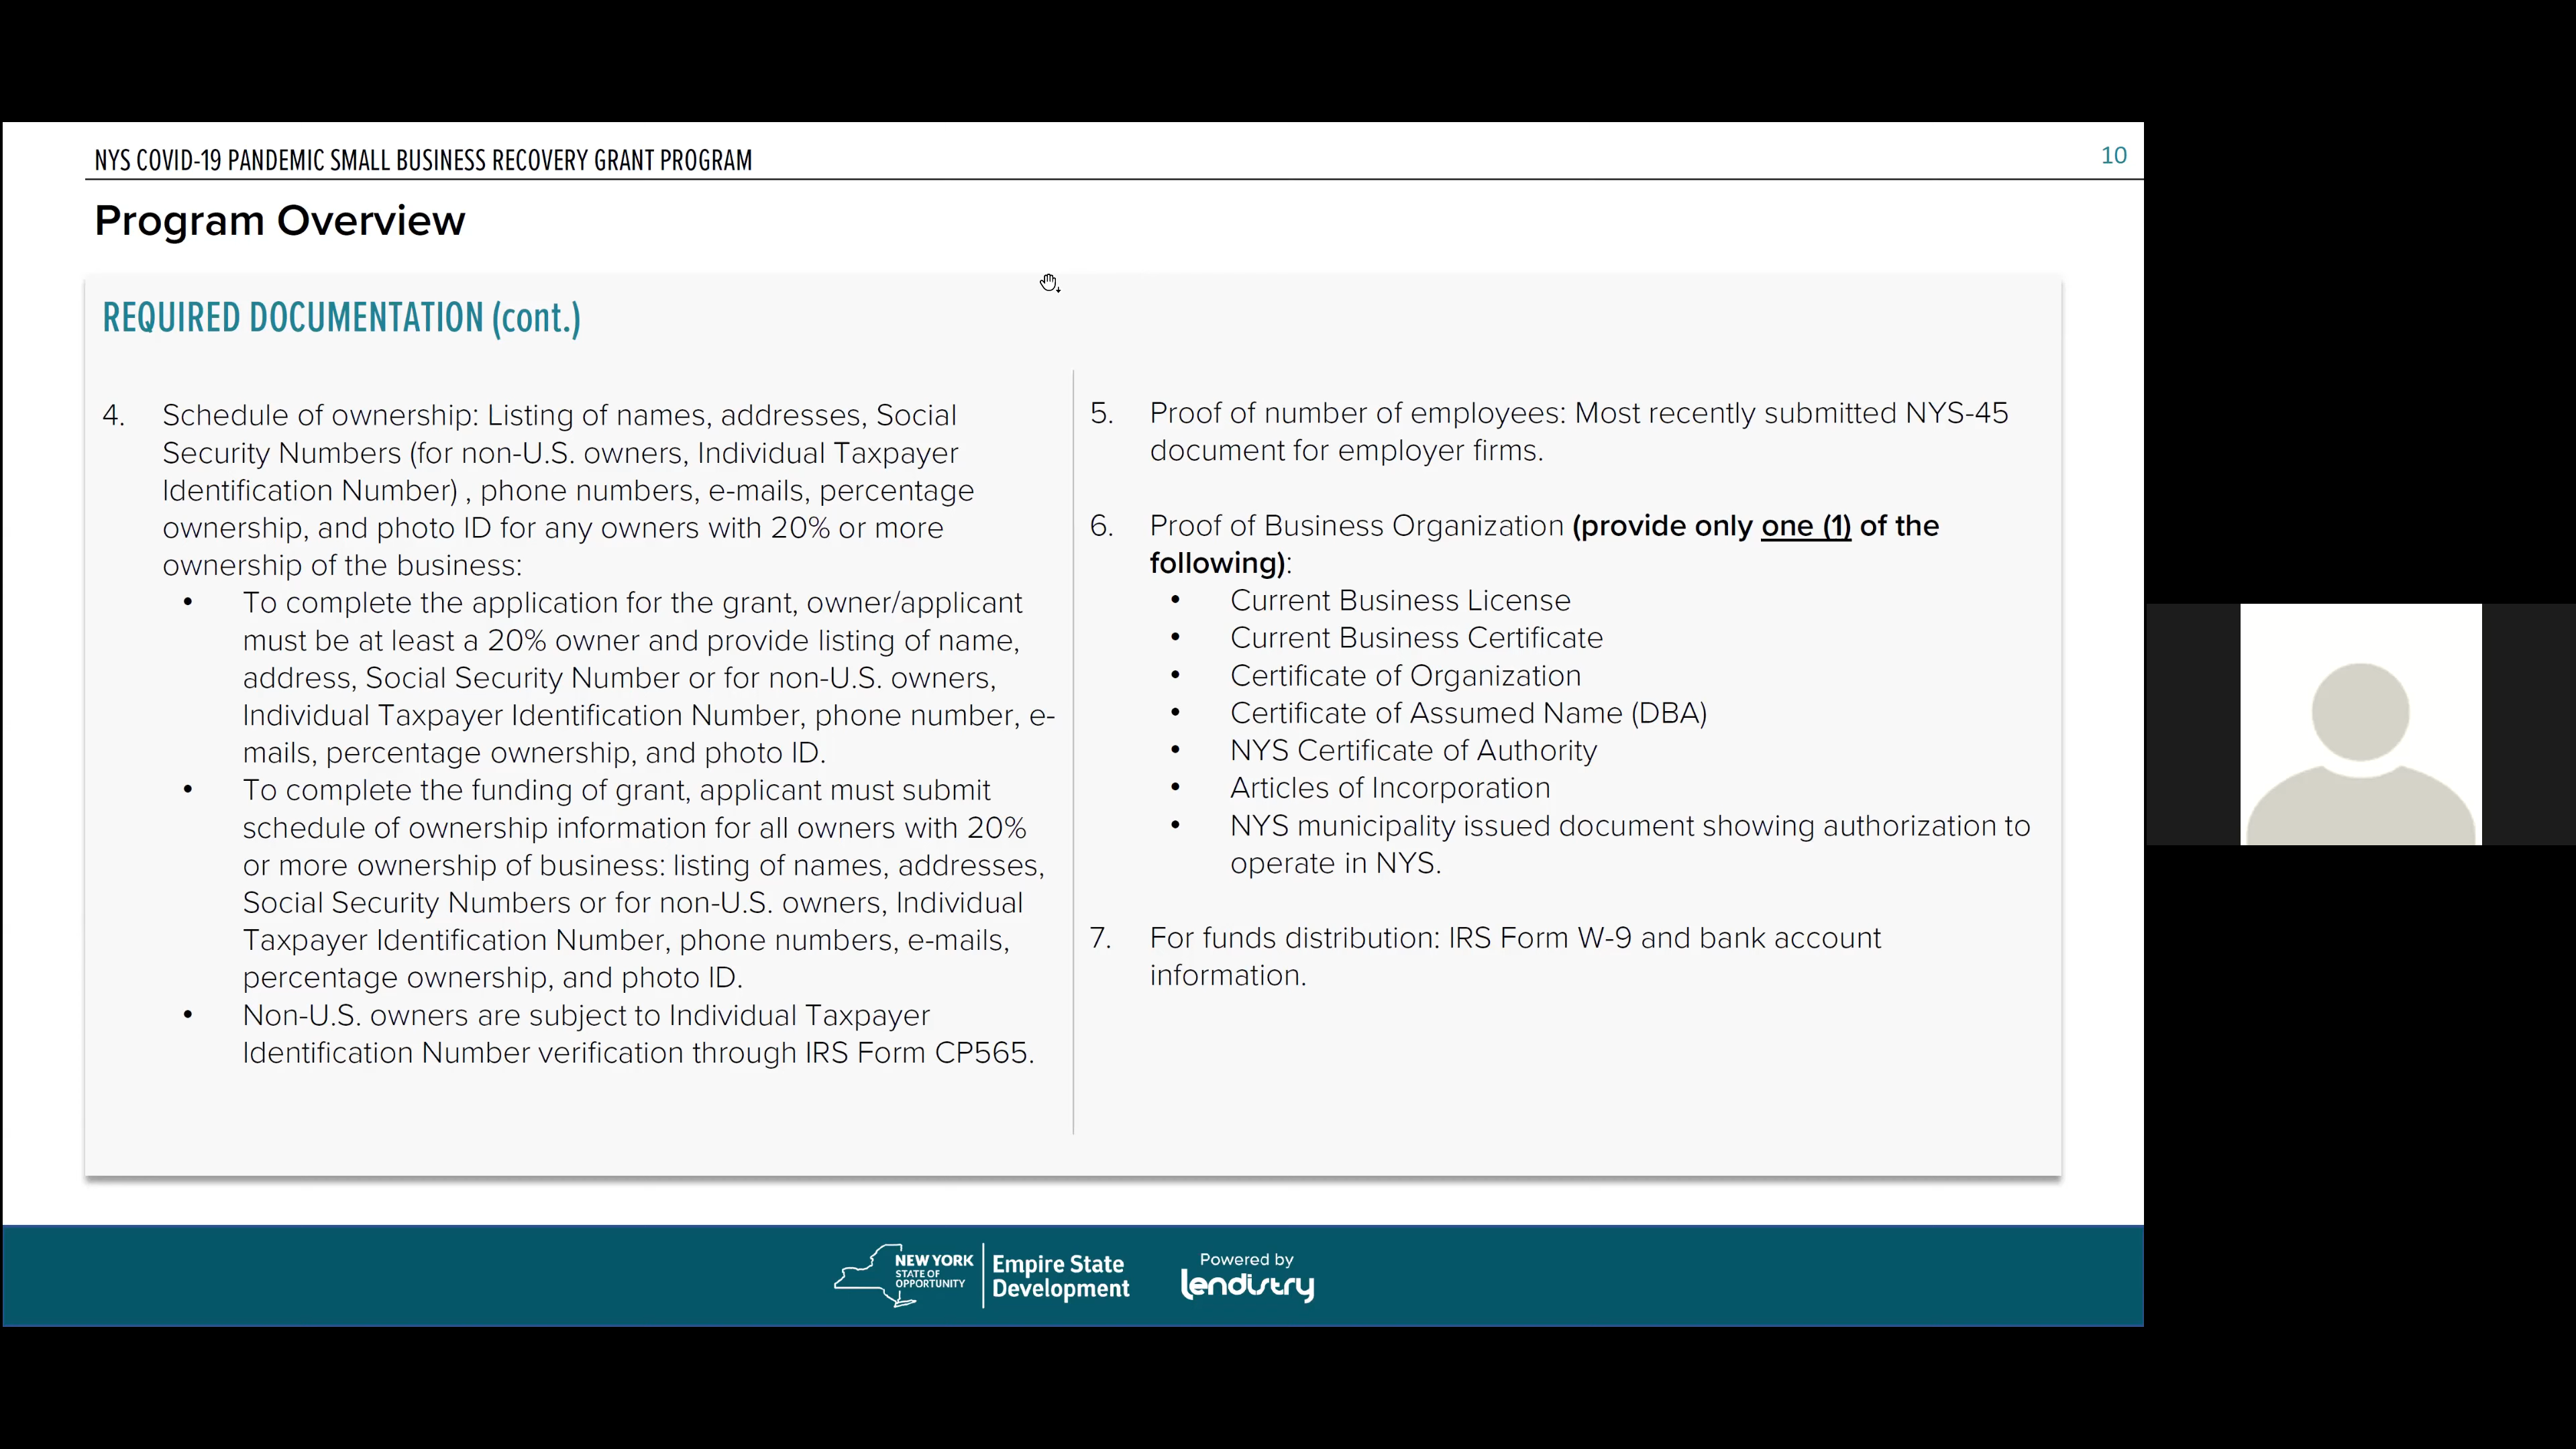 NYS COVID-19 PANDEMIC SMALL BUSINESS RECOVERY GRANT PROGRAM
10
Program Overview
REQUIRED DOCUMENTATION (cont.)
4. Schedule of ownership: Listing of names, addresses, Social
Security Numbers (for non-U.S. owners, Individual Taxpayer
Identification Number) , phone numbers, e-mails, percentage
ownership, and photo ID for any owners with 20% or more
ownership of the business:
• To complete the application for the grant, owner/applicant
must be at least a 20% owner and provide listing of name,
address, Social Security Number or for non-U.S. owners,
Individual Taxpayer Identification Number, phone number, e-
mails, percentage ownership, and photo ID.
• To complete the funding of grant, applicant must submit
schedule of ownership information for all owners with 20%
or more ownership of business: listing of names, addresses,
Social Security Numbers or for non-U.S. owners, Individual
Taxpayer Identification Number, phone numbers, e-mails,
percentage ownership, and photo ID.
• Non-U.S. owners are subject to Individual Taxpayer
Identification Number verification through IRS Form CP565.
5. Proof of number of employees: Most recently submitted NYS-45
document for employer firms.
6. Proof of Business Organization (provide only one (1) of the
following):
• Current Business License
• Current Business Certificate
• Certificate of Organization
• Certificate of Assumed Name (DBA)
• NYS Certificate of Authority
• Articles of Incorporation
• NYS municipality issued document showing authorization to
operate in NYS.
7. For funds distribution: IRS Form W-9 and bank account
information.
NEW YORK
STATE OF
OPPORTUNITY
Empire State
Development
Powered by
lendistry